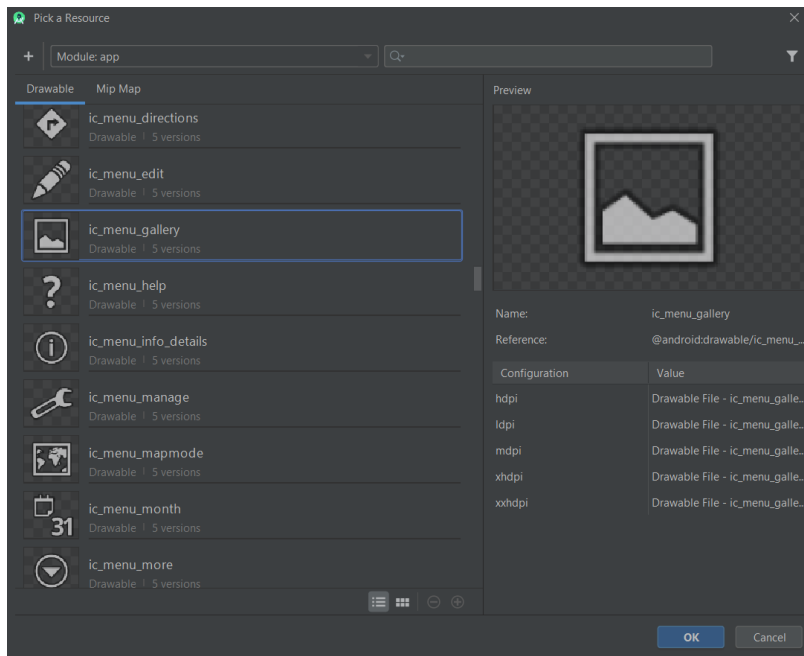 Pick a Resource
Module: app
Drawable Mip Map
ic_menu_directions
Drawable | 5 versions
ic_menu_edit
Drawable | 5 versions
ic_menu_gallery
Drawable | 5 versions
ic_menu_help
Drawable | 5 versions
ic_menu_info_details
Drawable | 5 versions
ic_menu_manage
Drawable | 5 versions
ic_menu_mapmode
Drawable | 5 versions
31
ic_menu_month
Drawable | 5 versions
ic_menu_more
Drawable | 5 versions
Preview
Name: ic_menu_gallery
Reference: @android:drawable/ic_menu_...
Configuration Value
hdpi Drawable File - ic_menu_galle..
ldpi Drawable File - ic_menu_galle..
mdpi Drawable File - ic_menu_galle..
xhdpi Drawable File - ic_menu_galle..
xxhdpi Drawable File - ic_menu_galle..
OK Cancel